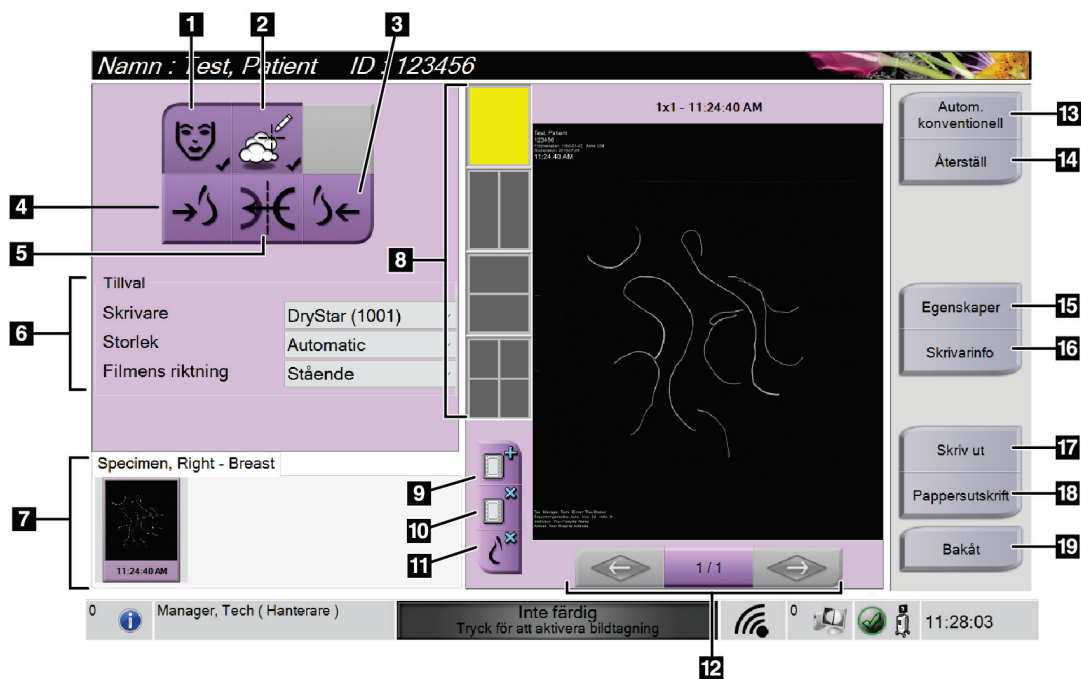 1
2
3
Namn : Test, Patient ID : 123456
4
5
6
Tillval
Skrivare DryStar (1001)
Storlek Automatic
Filmens riktning Stående
7
Specimen, Right - Breast
11:24:40 AM
8
9
10
11
1x1 - 11:24:40 AM
Test, Patient
123456
11:24:40 AM
1 / 1
12
Autom. konventionell
13
Återställ
14
Egenskaper
15
Skrivarinfo
16
Skriv ut
17
Pappersutskrift
18
Bakåt
19
0
Manager, Tech ( Hanterare )
Inte färdig
Tryck för att aktivera bildtagning
0
11:28:03